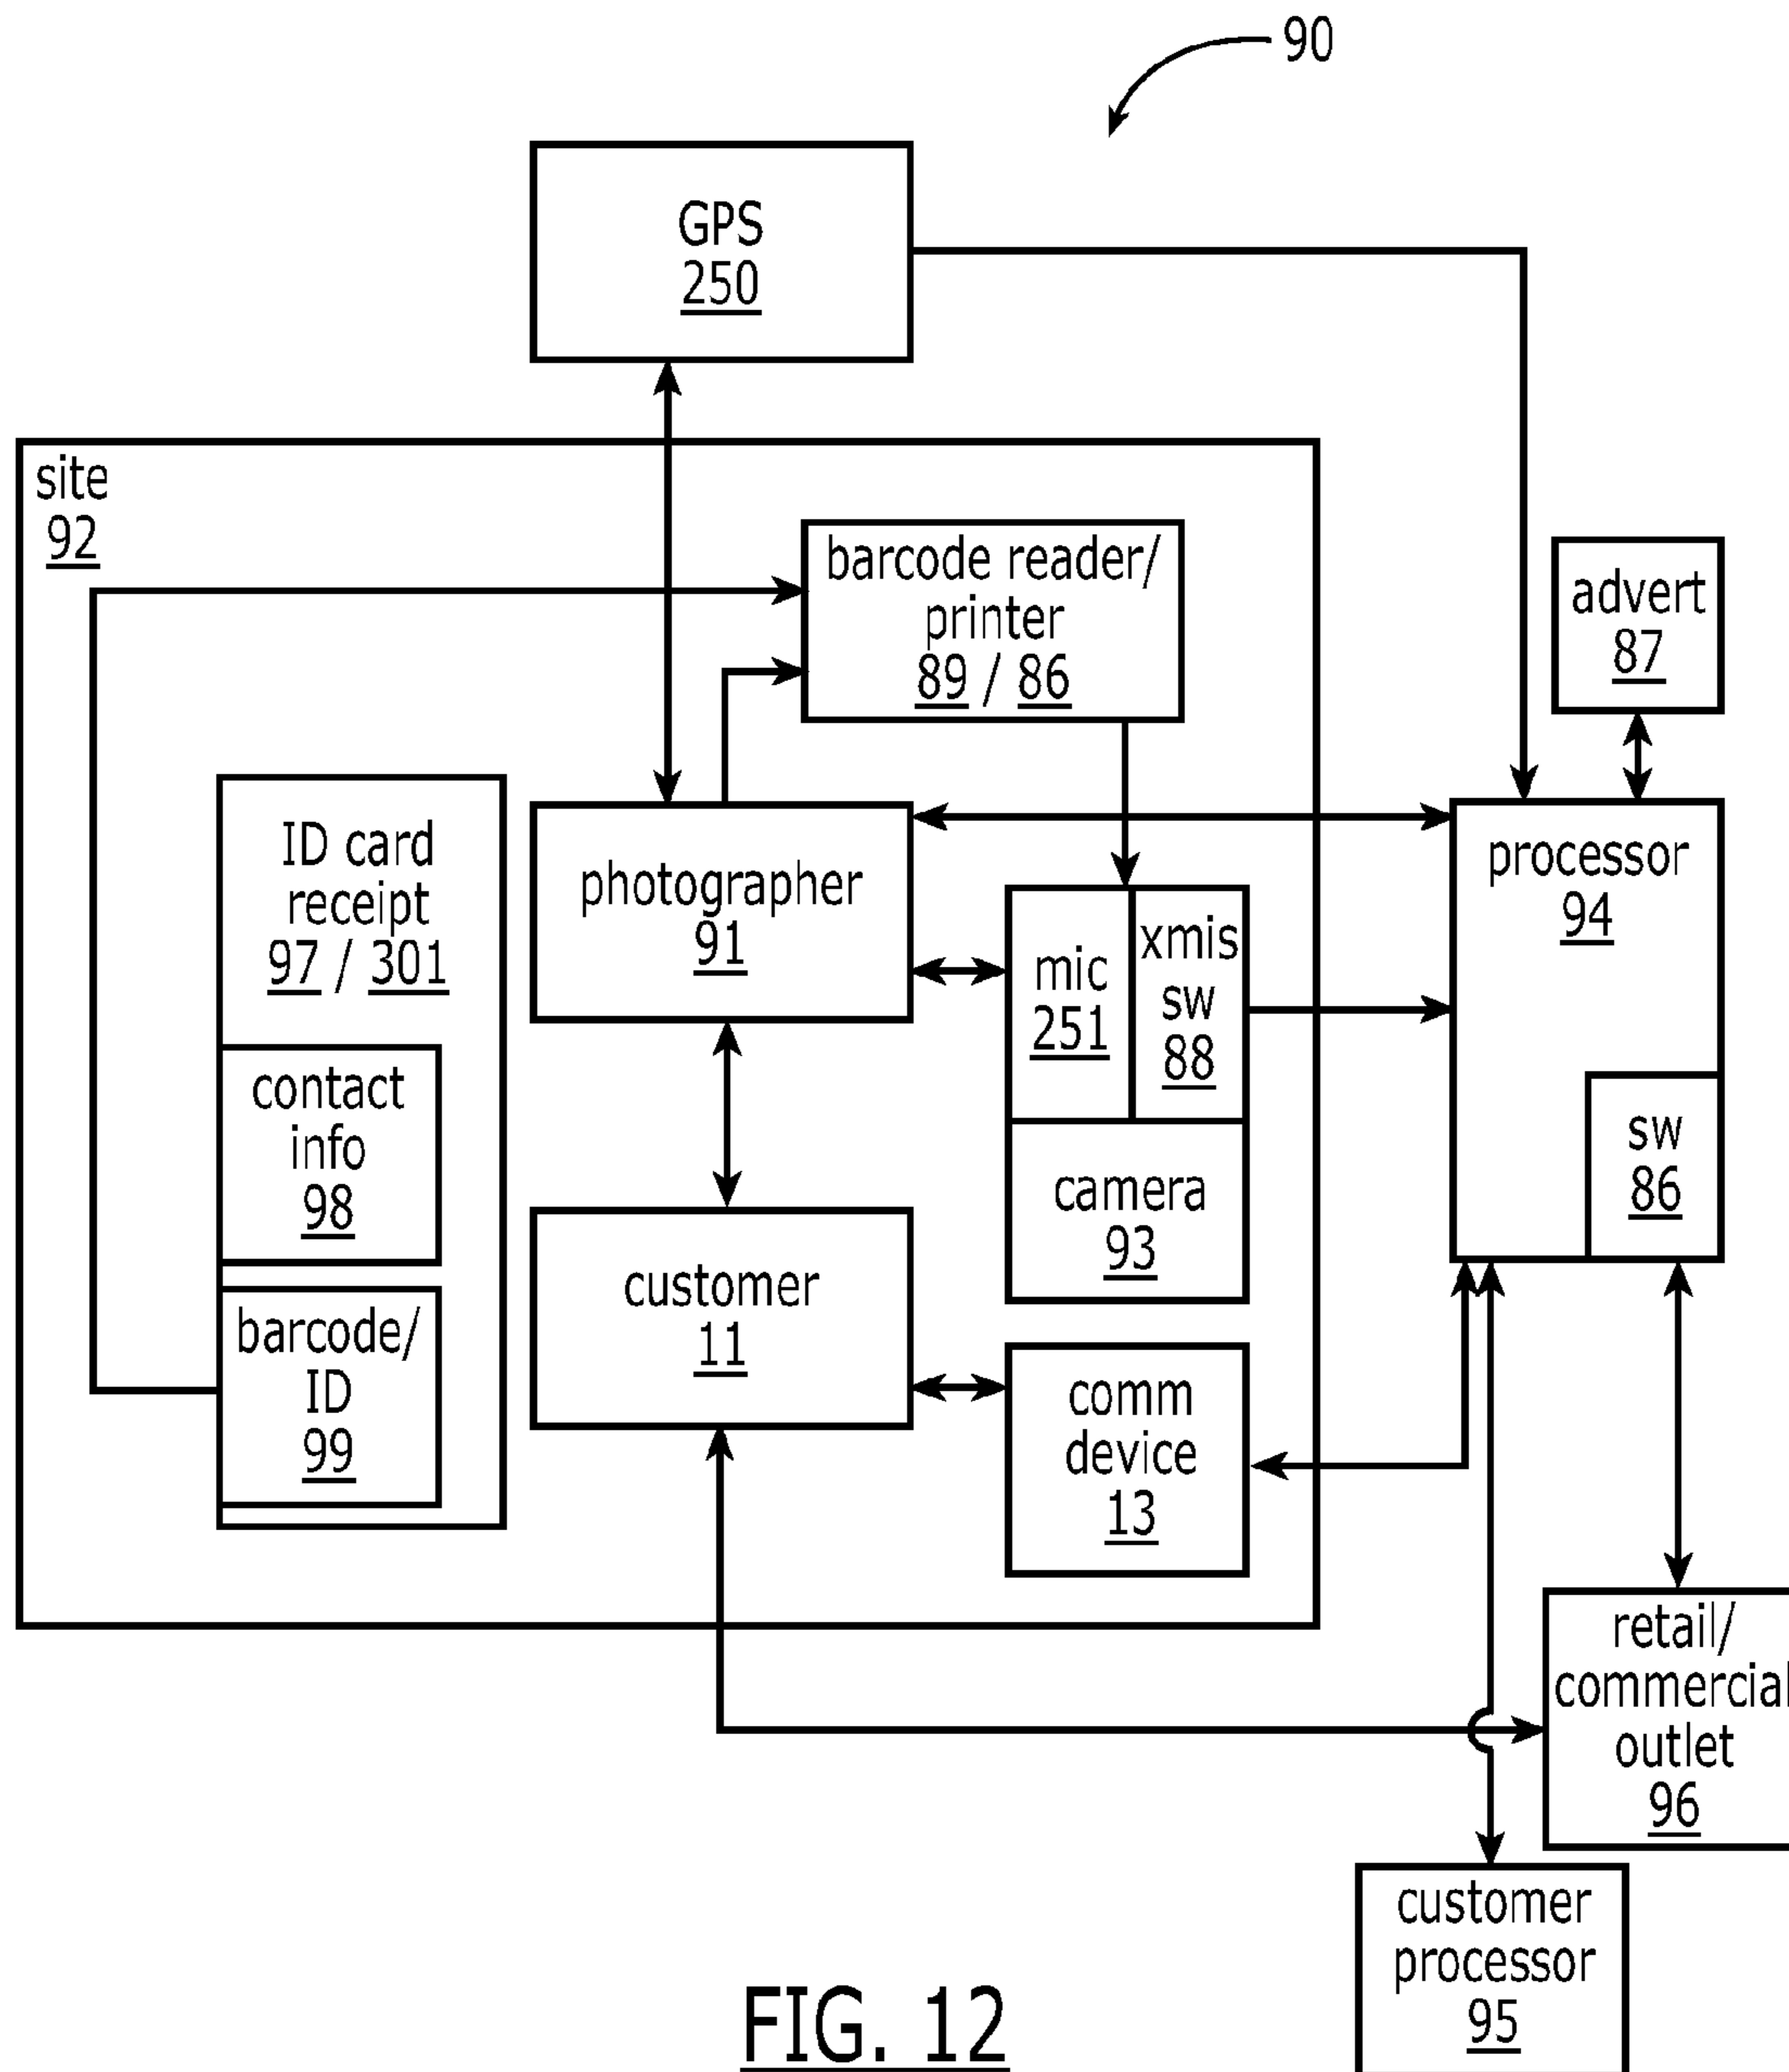 90
GPS
250
site
92
barcode reader/
printer
89 / 86
advert
87
ID card
receipt
97 / 301
photographer
91
mic
251
xmis
sw
88
processor
94
contact
info
98
camera
93
sw
86
customer
11
barcode/
ID
99
comm
device
13
retail/
commercial
outlet
96
customer
processor
95
FIG. 12